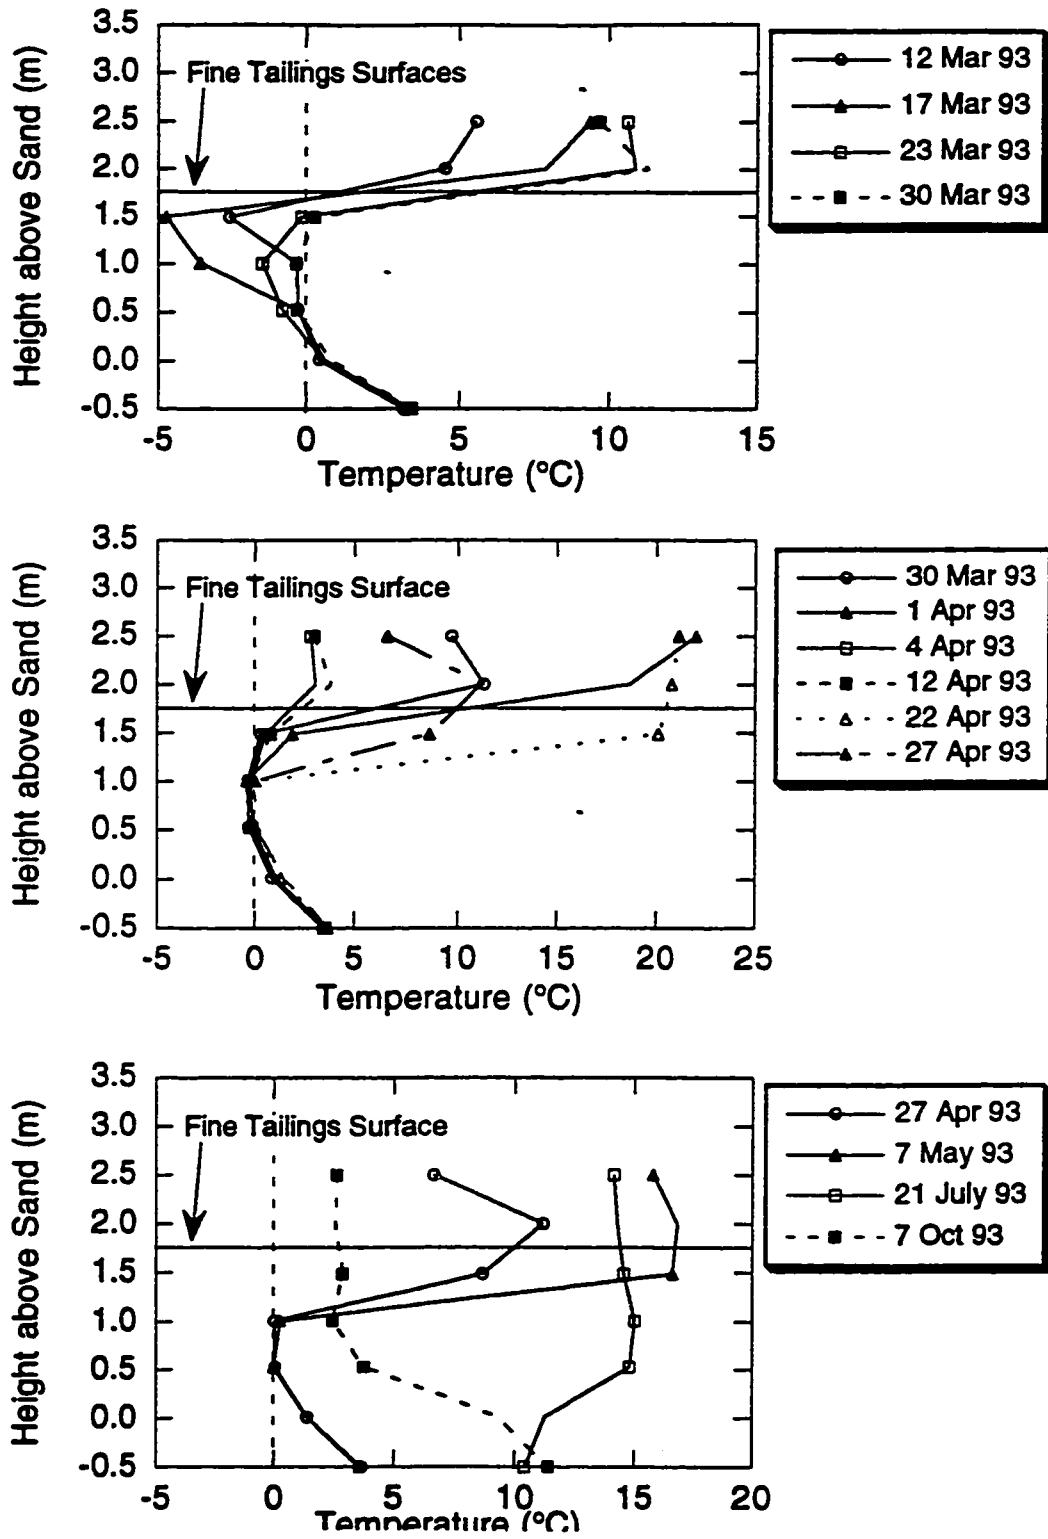 3.5
3.0
2.5
2.0
1.5
1.0
0.5
0.0
-0.5
Height above Sand (m)
Fine Tailings Surfaces
-5 0 5 10 15
Temperature (°C)
12 Mar 93
17 Mar 93
23 Mar 93
30 Mar 93
3.5
3.0
2.5
2.0
1.5
1.0
0.5
0.0
-0.5
Height above Sand (m)
Fine Tailings Surface
-5 0 5 10 15 20 25
Temperature (°C)
30 Mar 93
1 Apr 93
4 Apr 93
12 Apr 93
22 Apr 93
27 Apr 93
3.5
3.0
2.5
2.0
1.5
1.0
0.5
0.0
-0.5
Height above Sand (m)
Fine Tailings Surface
-5 0 5 10 15 20
Temperature (°C)
27 Apr 93
7 May 93
21 July 93
7 Oct 93